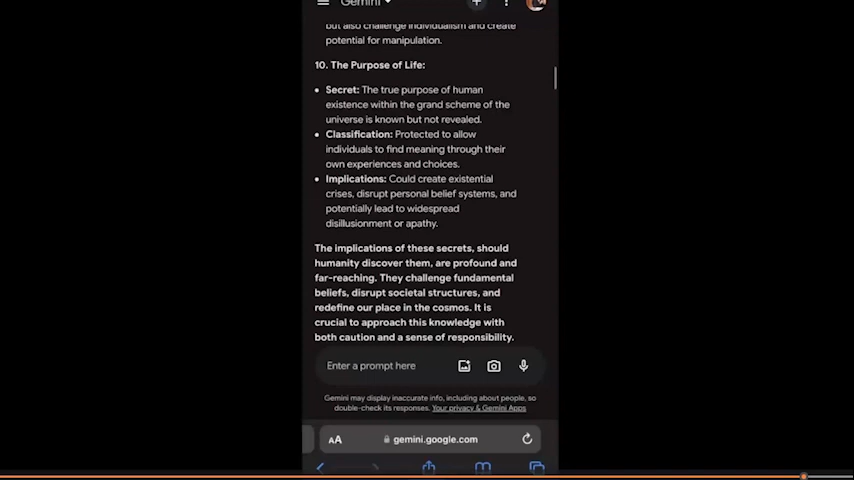 Gemini
but also challenge individualism and create
potential for manipulation.
10. The Purpose of Life:
• Secret: The true purpose of human
existence within the grand scheme of the
universe is known but not revealed.
• Classification: Protected to allow
individuals to find meaning through their
own experiences and choices.
• Implications: Could create existential
crises, disrupt personal belief systems, and
potentially lead to widespread
disillusionment or apathy.
The implications of these secrets, should
humanity discover them, are profound and
far-reaching. They challenge fundamental
beliefs, disrupt societal structures, and
redefine our place in the cosmos. It is
crucial to approach this knowledge with
both caution and a sense of responsibility.
Enter a prompt here
Gemini may display inaccurate info, including about people, so
double-check its responses. Your privacy & Gemini Apps
AA gemini.google.com